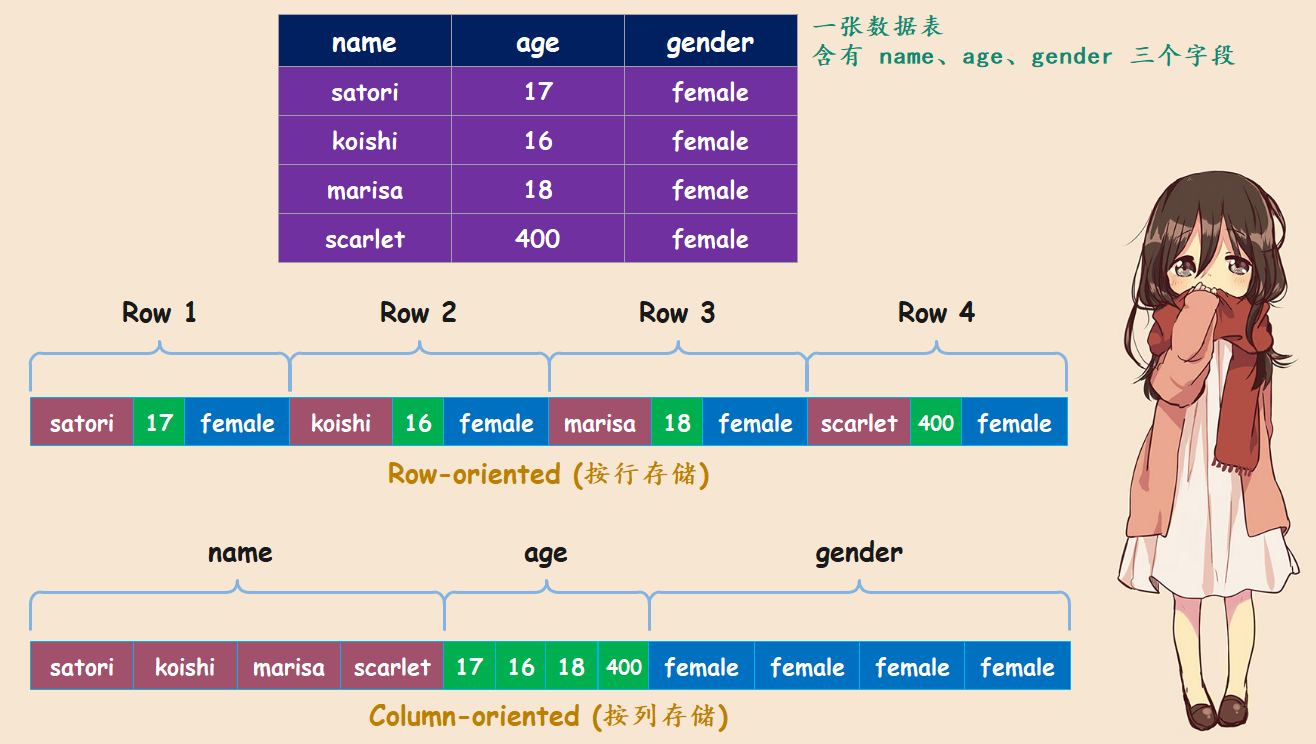 name age gender
satori 17 female
koishi 16 female
marisa 18 female
scarlet 400 female
一张数据表
含有 name、age、gender 三个字段
Row 1 Row 2 Row 3 Row 4
satori 17 female koishi 16 female marisa 18 female scarlet 400 female
Row-oriented (按行存储)
name age gender
satori koishi marisa scarlet 17 16 18 400 female female female female
Column-oriented (按列存储)